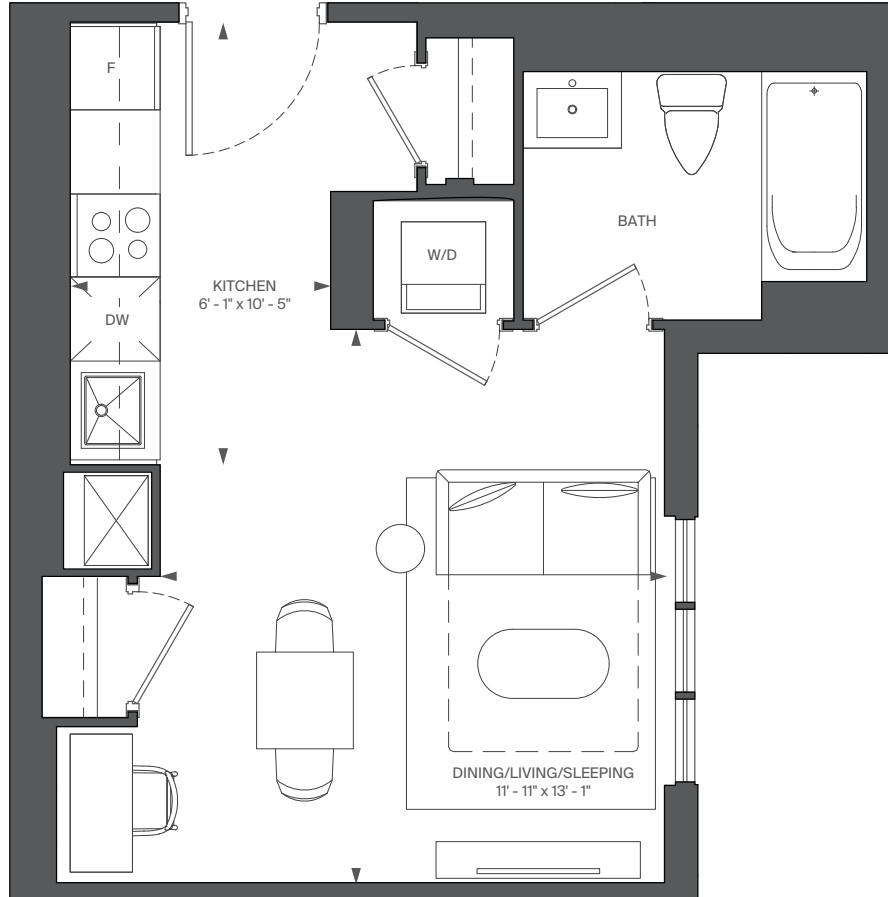 F
W/D
BATH
KITCHEN
6' - 1" x 10' - 5"
DW
DINING/LIVING/SLEEPING
11' - 11" x 13' - 1"